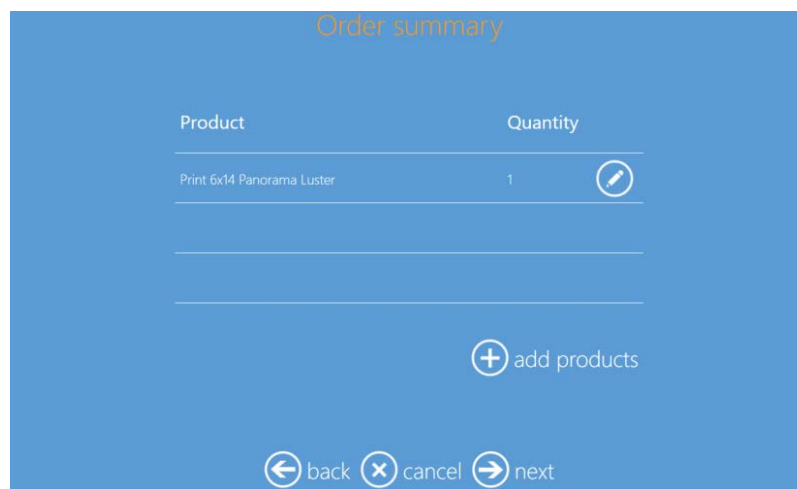 Order summary
Product Quantity
Print 6x14 Panorama Luster 1
add products
back cancel next